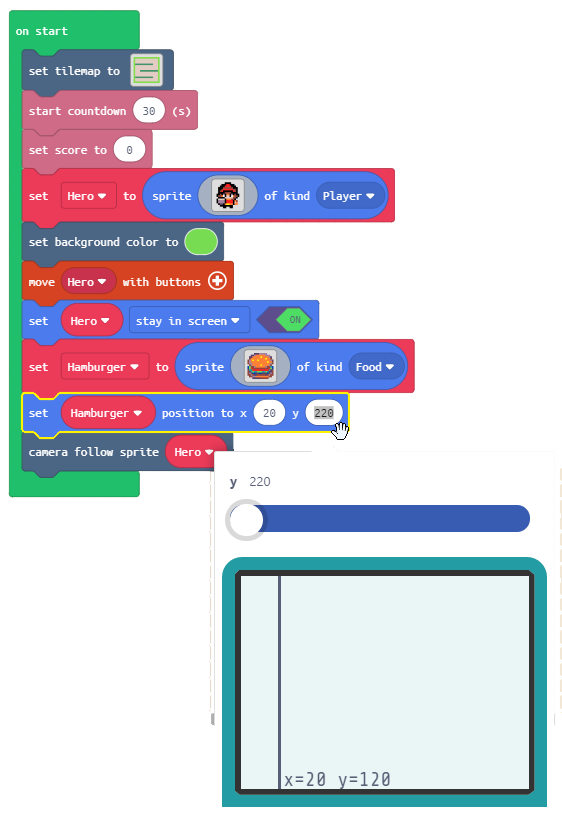 on start
set tilemap to
start countdown 30 (s)
set score to 0
set Hero to sprite of kind Player
set background color to
move Hero with buttons
set Hero stay in screen ON
set Hamburger to sprite of kind Food
set Hamburger position to x 20 y 220
camera follow sprite Hero
y 220
x=20 y=120